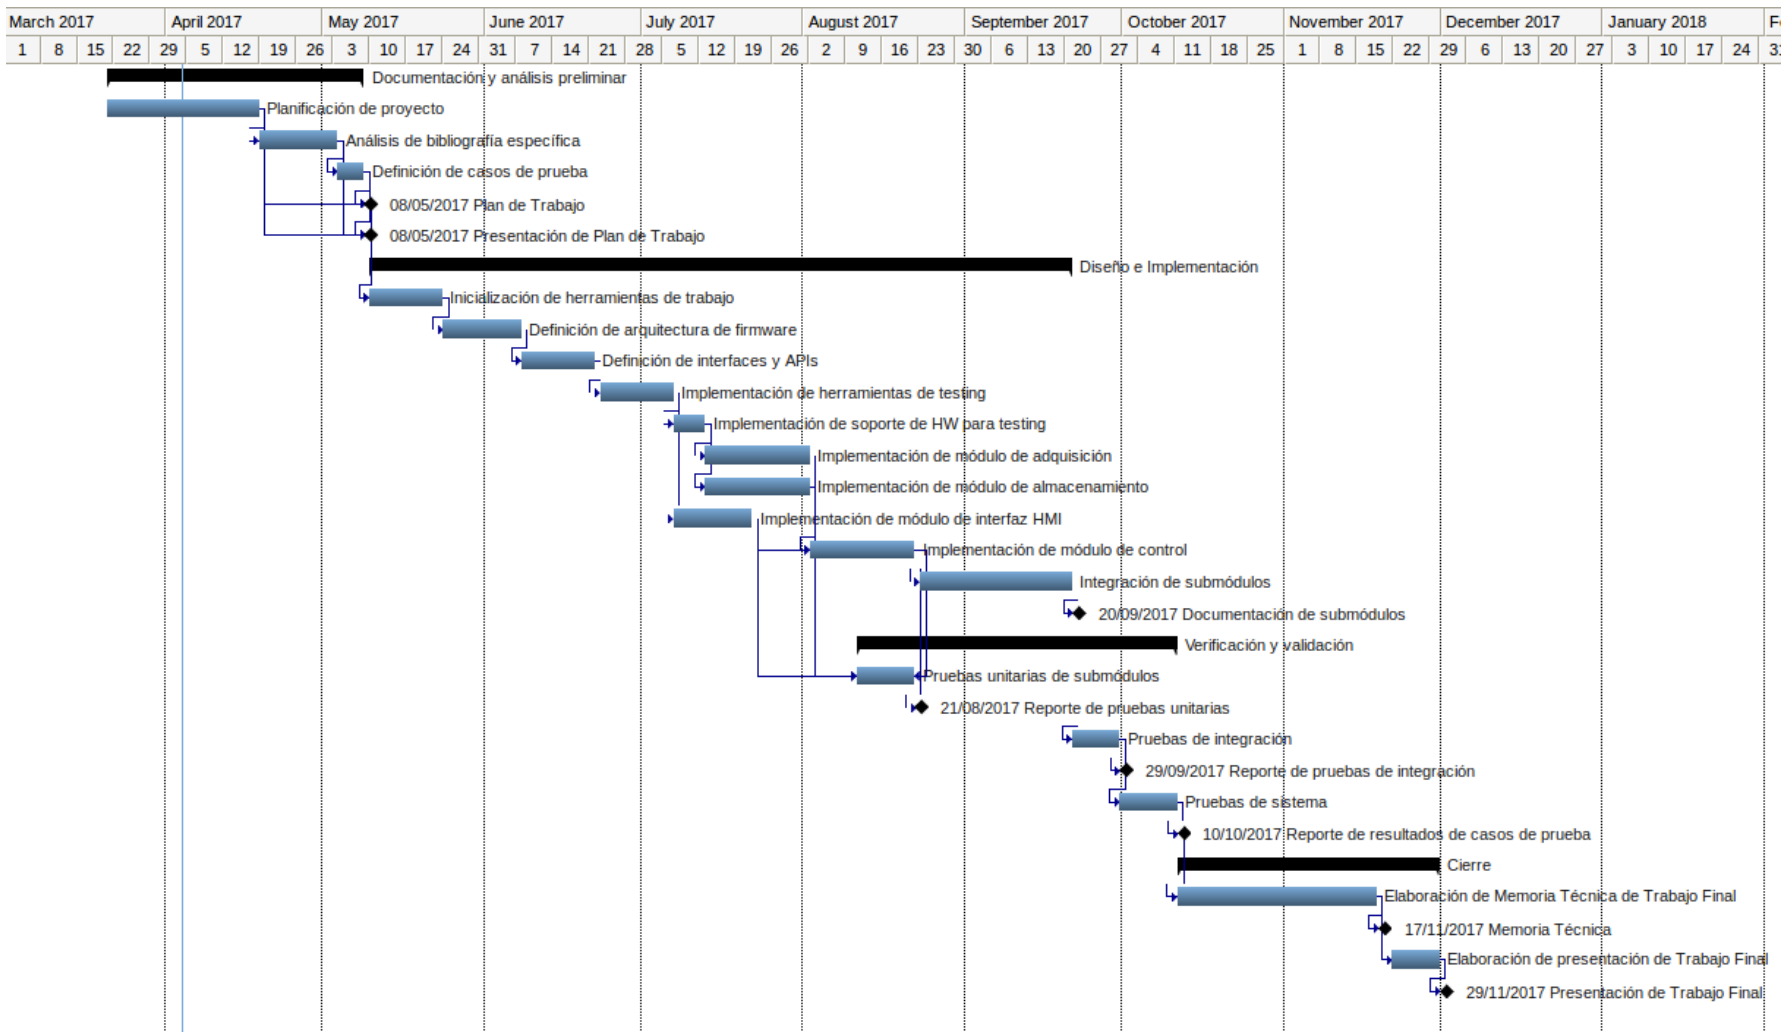 March 2017 April 2017 May 2017 June 2017 July 2017 August 2017 September 2017 October 2017 November 2017 December 2017 January 2018
1 8 15 22 29 5 12 19 26 3 10 17 24 31 7 14 21 28 5 12 19 26 2 9 16 23 30 6 13 20 27 4 11 18 25 1 8 15 22 29 6 13 20 27 3 10 17 24 31
Documentación y análisis preliminar
Planificación de proyecto
Análisis de bibliografía específica
Definición de casos de prueba
08/05/2017 Plan de Trabajo
08/05/2017 Presentación de Plan de Trabajo
Diseño e Implementación
Inicialización de herramientas de trabajo
Definición de arquitectura de firmware
Definición de interfaces y APIs
Implementación de herramientas de testing
Implementación de soporte de HW para testing
Implementación de módulo de adquisición
Implementación de módulo de almacenamiento
Implementación de módulo de interfaz HMI
Implementación de módulo de control
Integración de submódulos
20/09/2017 Documentación de submódulos
Verificación y validación
Pruebas unitarias de submódulos
21/08/2017 Reporte de pruebas unitarias
Pruebas de integración
29/09/2017 Reporte de pruebas de integración
Pruebas de sistema
10/10/2017 Reporte de resultados de casos de prueba
Cierre
Elaboración de Memoria Técnica de Trabajo Final
17/11/2017 Memoria Técnica
Elaboración de presentación de Trabajo Final
29/11/2017 Presentación de Trabajo Final